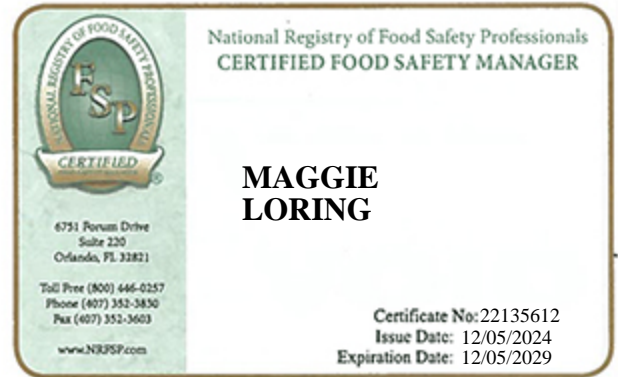 NATIONAL REGISTRY OF FOOD SAFETY PROFESSIONALS
FSP
CERTIFIED
FOOD SAFETY MANAGER
®
6751 Forum Drive
Suite 220
Orlando, FL 32821
Toll Free (800) 446-0257
Phone (407) 352-3830
Fax (407) 352-3603
www.NRFSP.com
National Registry of Food Safety Professionals
CERTIFIED FOOD SAFETY MANAGER
MAGGIE
LORING
Certificate No: 22135612
Issue Date: 12/05/2024
Expiration Date: 12/05/2029